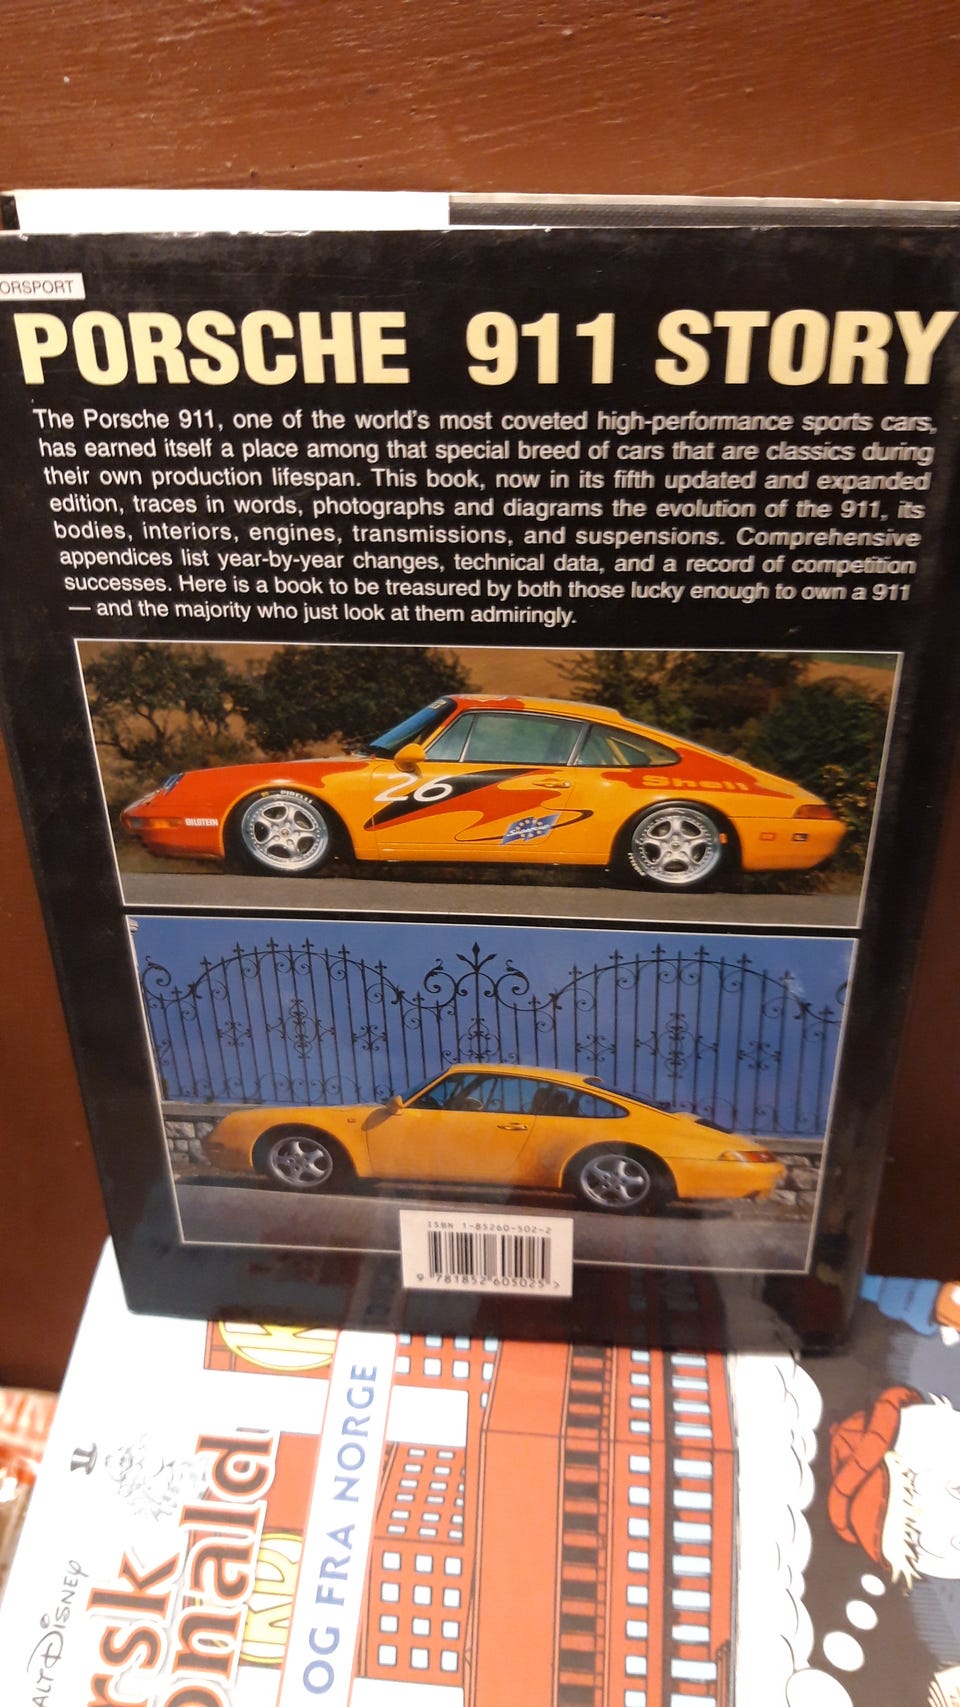 ORSPORT
PORSCHE 911 STORY
The Porsche 911, one of the world's most coveted high-performance sports cars,
has earned itself a place among that special breed of cars that are classics during
their own production lifespan. This book, now in its fifth updated and expanded
edition, traces in words, photographs and diagrams the evolution of the 911, its
bodies, interiors, engines, transmissions, and suspensions. Comprehensive
appendices list year-by-year changes, technical data, and a record of competition
successes. Here is a book to be treasured by both those lucky enough to own a 911
— and the majority who just look at them admiringly.
PIRELLI
26
Shell
BILSTEIN
Supercup
ISBN 1-85260-502-2
9 781852 605025 >
WALT DISNEY
rsk
onald
II
OG FRA NORGE